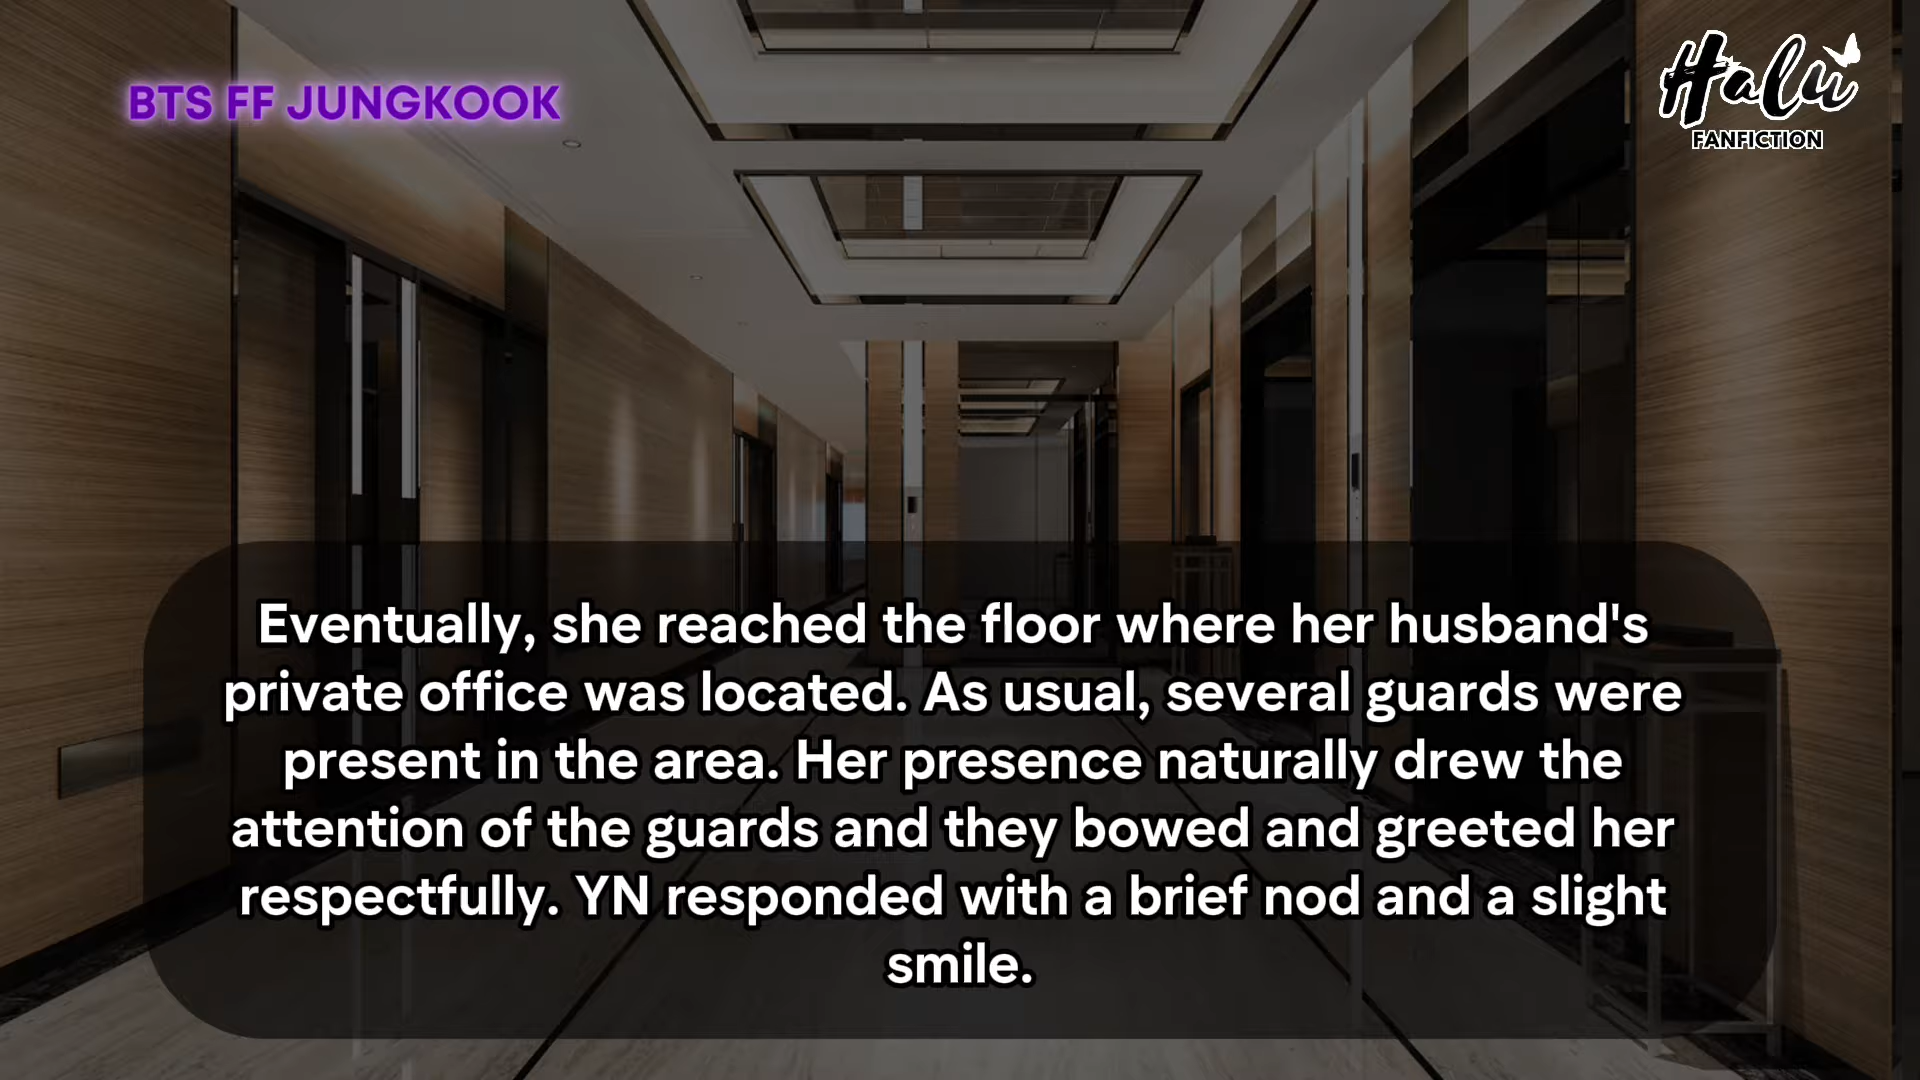 BTS FF JUNGKOOK
Halu
FANFICTION
Eventually, she reached the floor where her husband's
private office was located. As usual, several guards were
present in the area. Her presence naturally drew the
attention of the guards and they bowed and greeted her
respectfully. YN responded with a brief nod and a slight
smile.